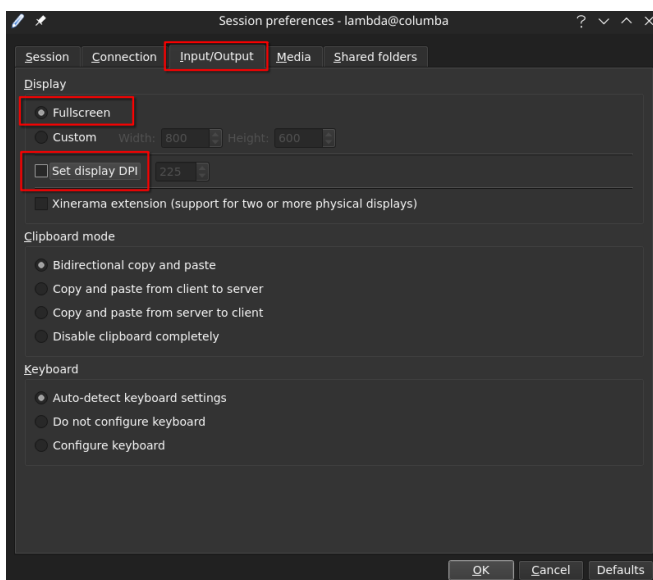 Session preferences - lambda@columba ?
Session Connection Input/Output Media Shared folders
Display
Fullscreen
Custom Width: 800 Height: 600
Set display DPI 225
Xinerama extension (support for two or more physical displays)
Clipboard mode
Bidirectional copy and paste
Copy and paste from client to server
Copy and paste from server to client
Disable clipboard completely
Keyboard
Auto-detect keyboard settings
Do not configure keyboard
Configure keyboard
OK Cancel Defaults